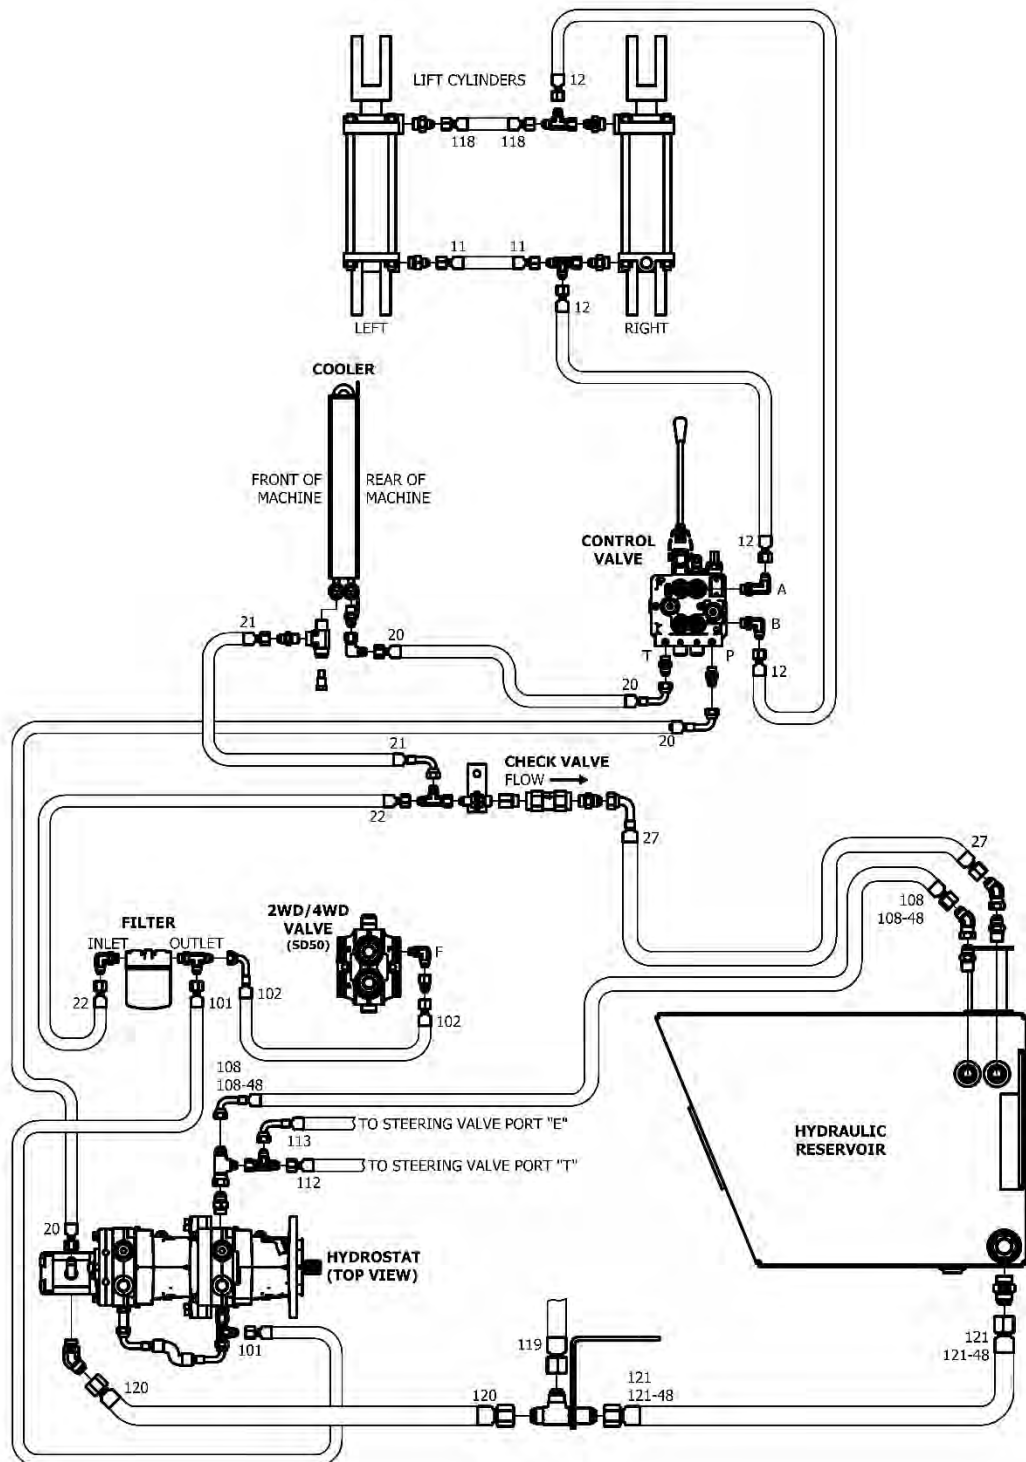 LIFT CYLINDERS
12
118
118
11
11
12
LEFT
RIGHT
COOLER
FRONT OF
MACHINE
REAR OF
MACHINE
CONTROL
VALVE
12
A
B
T
P
12
21
20
20
20
21
CHECK VALVE
FLOW
22
27
27
108
108-48
FILTER
INLET
OUTLET
2WD/4WD
VALVE
(SD50)
F
22
101
102
102
108
108-48
113
TO STEERING VALVE PORT "E"
TO STEERING VALVE PORT "T"
112
HYDRAULIC
RESERVOIR
20
HYDROSTAT
(TOP VIEW)
101
119
121
121-48
120
120
121
121-48